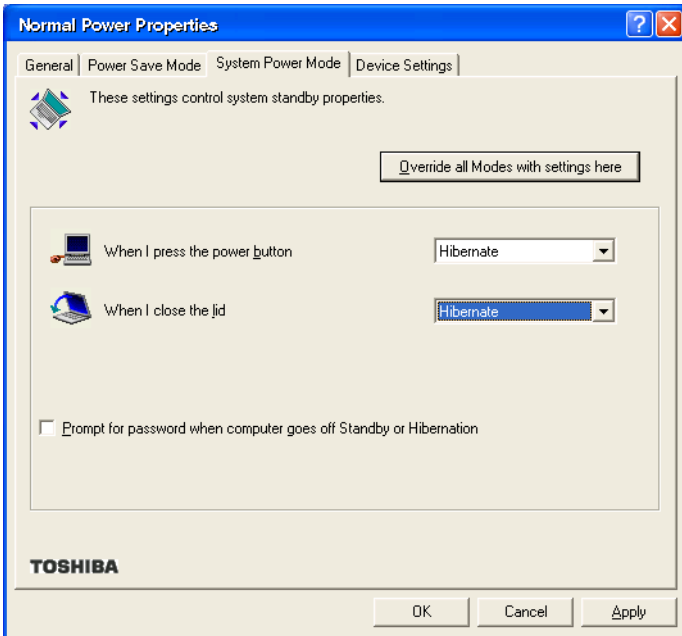 Normal Power Properties
General Power Save Mode System Power Mode Device Settings
These settings control system standby properties.
Override all Modes with settings here
When I press the power button Hibernate
When I close the lid Hibernate
Prompt for password when computer goes off Standby or Hibernation
TOSHIBA
OK Cancel Apply